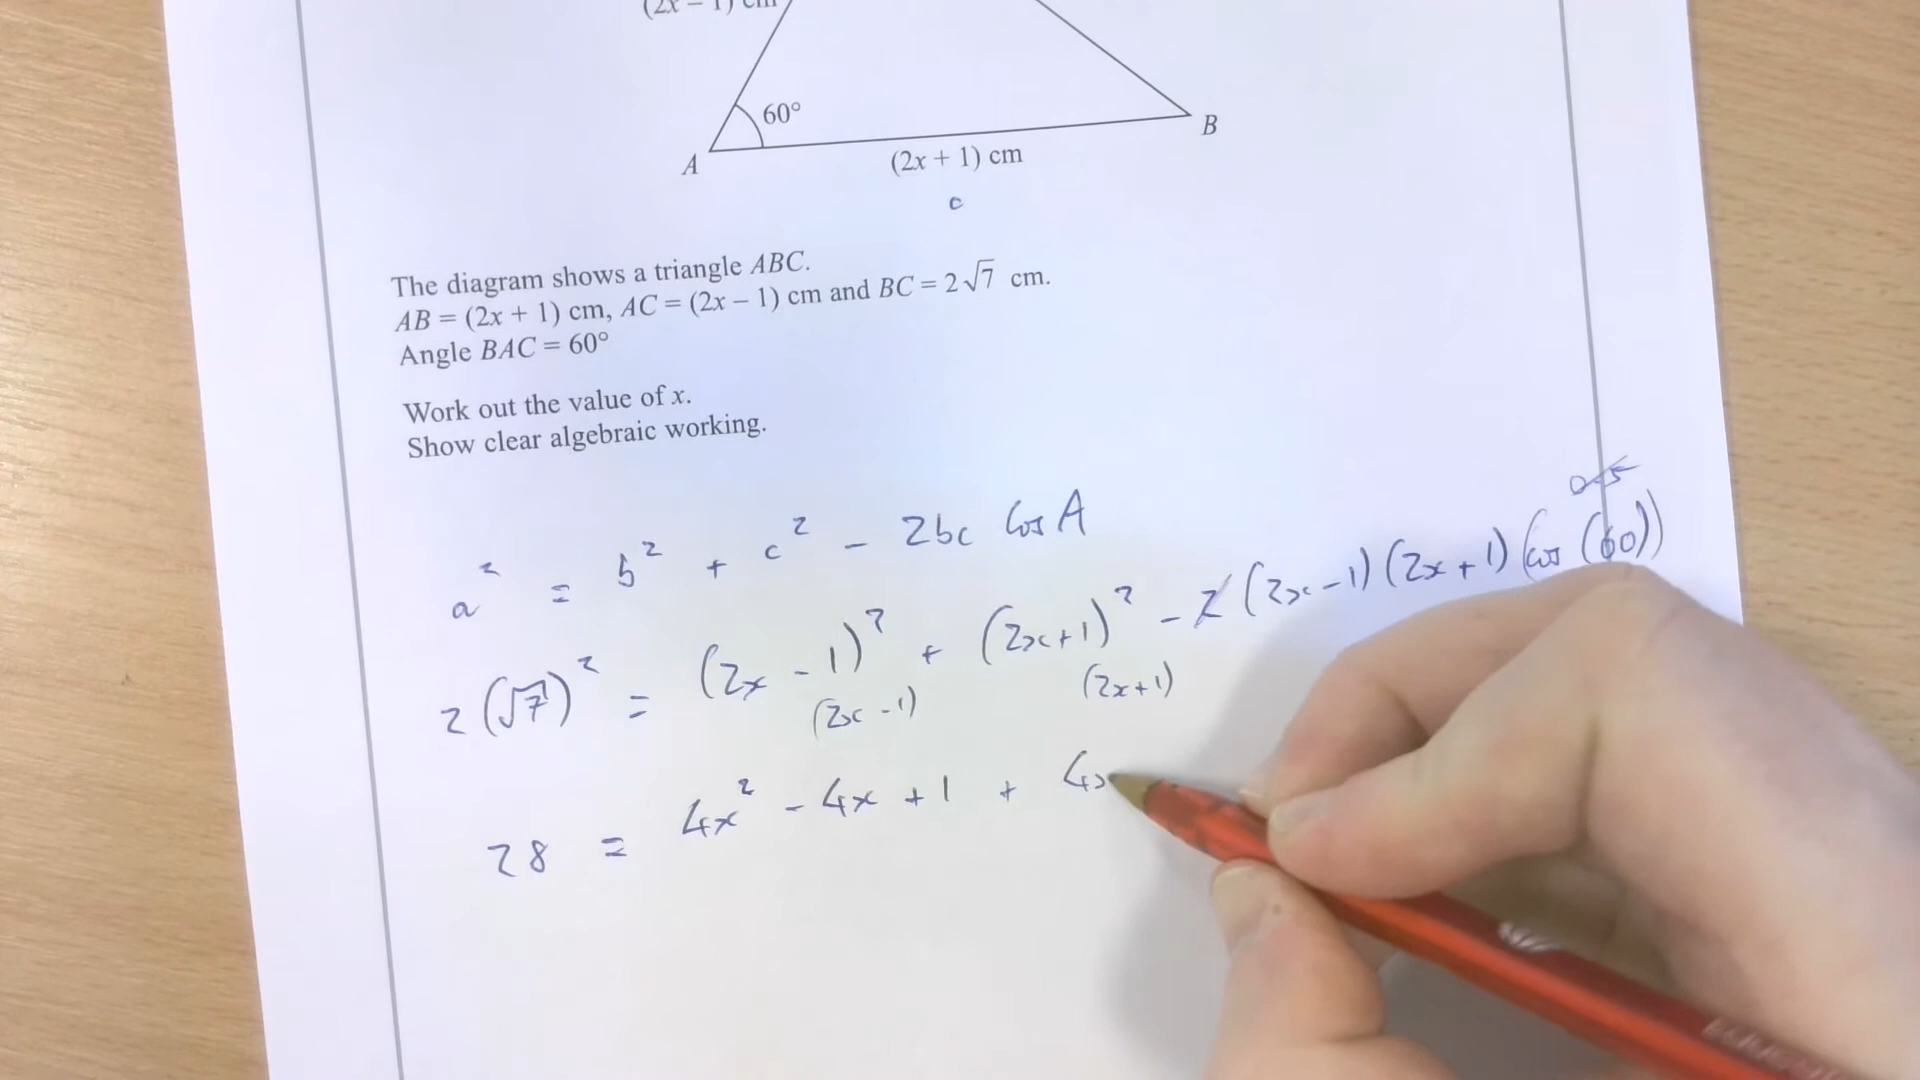 (2x – 1) cm
60°
A
B
(2x + 1) cm
c
The diagram shows a triangle ABC.
AB = (2x + 1) cm, AC = (2x – 1) cm and BC = 2√7 cm.
Angle BAC = 60°
Work out the value of x.
Show clear algebraic working.
a² = b² + c² - 2bc Cos A
0.5
2(√7)² = (2x - 1)² + (2x+1)² - 2(2x-1)(2x+1)(Cos (60))
(2x-1) (2x+1)
28 = 4x² - 4x + 1 + 4x